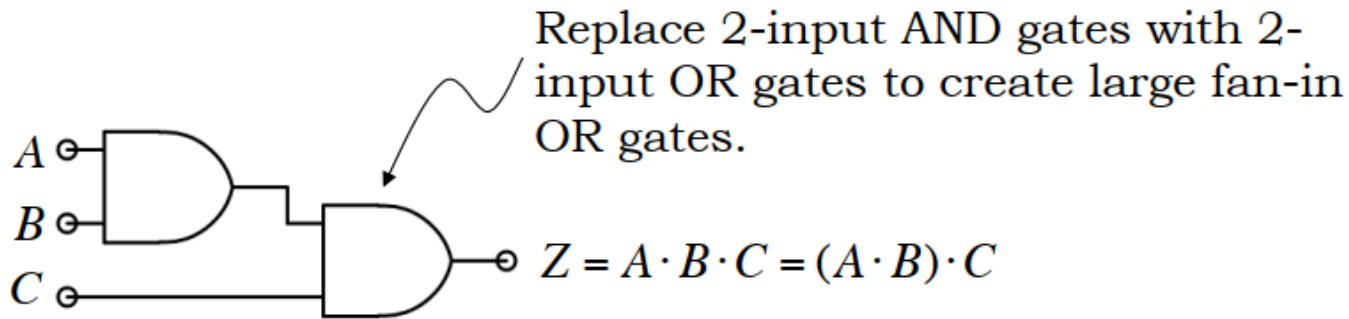 Replace 2-input AND gates with 2-
input OR gates to create large fan-in
OR gates.
A
B
C
Z = A · B · C = (A · B) · C